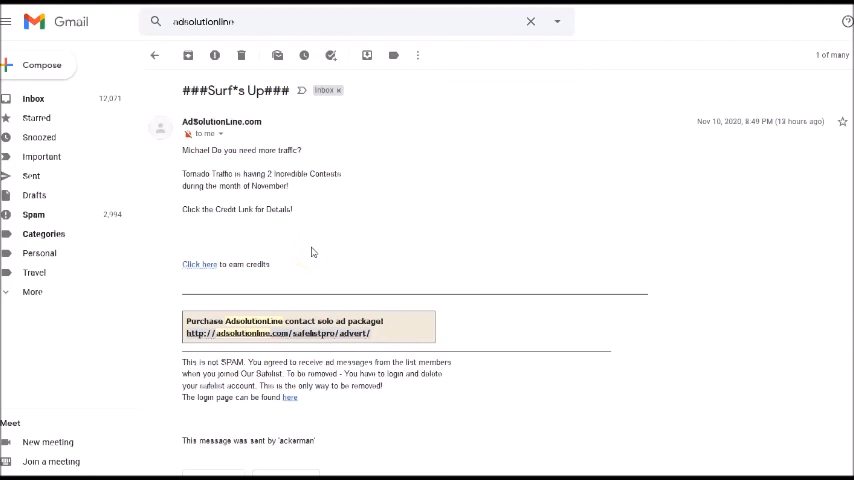 Gmail
adsolutionline
Compose
1 of many
Inbox 12,071
Starred
Snoozed
Important
Sent
Drafts
Spam 2,994
Categories
Personal
Travel
More
Meet
New meeting
Join a meeting
###Surf*s Up###
Inbox x
AdSolutionLine.com
Nov 10, 2020, 8:49 PM (13 hours ago)
to me
Michael Do you need more traffic?
Tornado Traffio is having 2 Incredible Contests
during the month of November!
Click the Credit Link for Details!
Click here to earn credits
Purchase AdsolutionLine contact solo ad package!
http://adsolutionline.com/safelistpro/advert/
This is not SPAM. You agreed to receive ad messages from the list members
when you joined Our Safelist. To be removed - You have to login and delete
your safelist account. This is the only way to be removed!
The login page can be found here
This message was sent by 'ackerman'